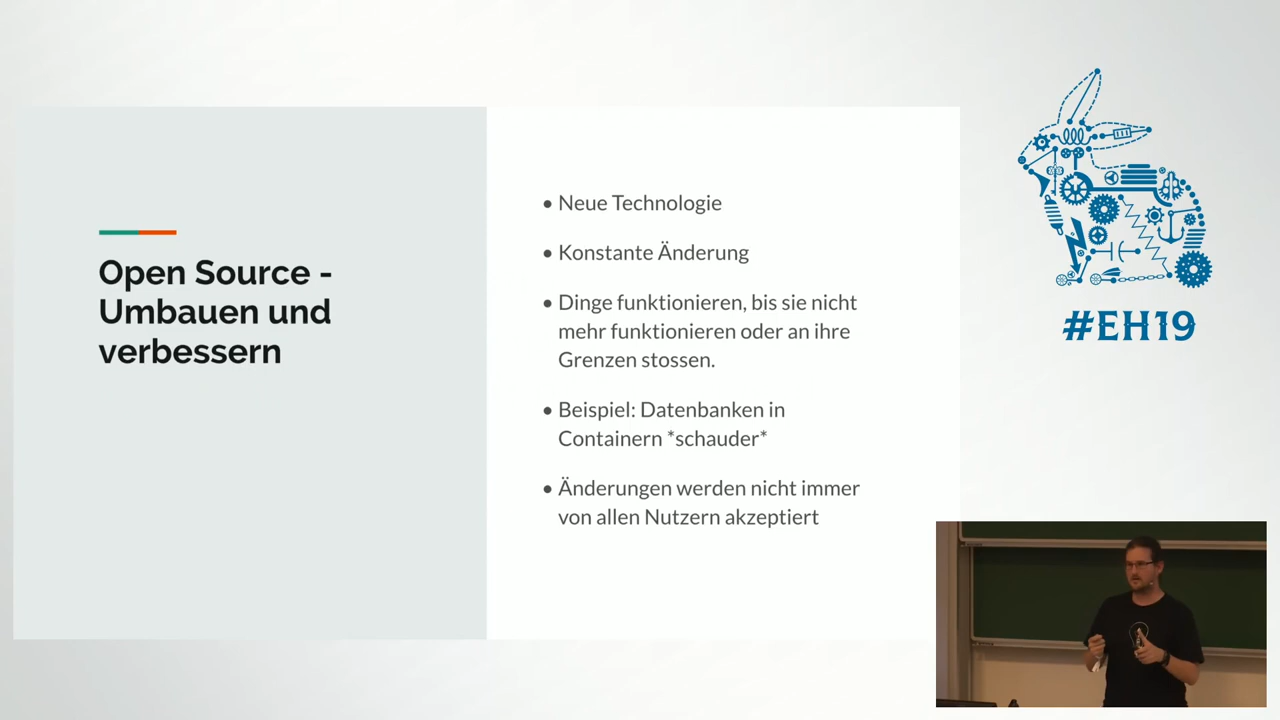 Open Source -
Umbauen und
verbessern
• Neue Technologie
• Konstante Änderung
• Dinge funktionieren, bis sie nicht
mehr funktionieren oder an ihre
Grenzen stossen.
• Beispiel: Datenbanken in
Containern *schauder*
• Änderungen werden nicht immer
von allen Nutzern akzeptiert
#EH19